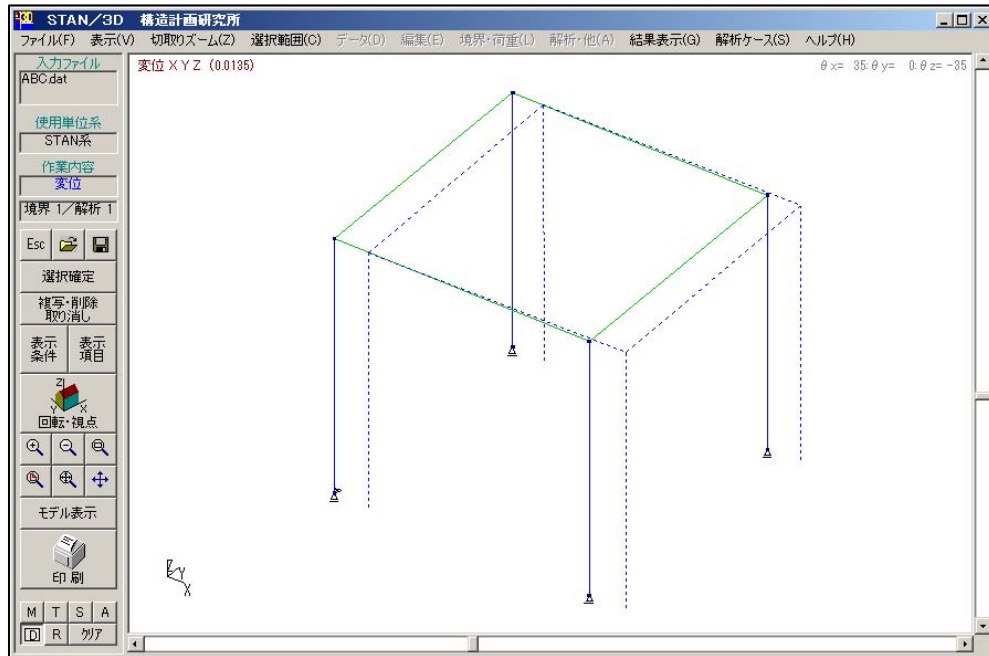 STAN/3D 構造計画研究所
ファイル(F) 表示(V) 切取りズーム(Z) 選択範囲(C) データ(D) 編集(E) 境界・荷重(L) 解析・他(A) 結果表示(G) 解析ケース(S) ヘルプ(H)
入力ファイル
ABC.dat
使用単位系
STAN系
作業内容
変位
境界 1／解析 1
Esc
選択確定
複写・削除
取り消し
表示
条件
表示
項目
Z
Y X
回転・視点
モデル表示
印 刷
M T S A
D R クリア
変位 X Y Z (0.0135)
θx= 35:θy= 0:θz=-35
Z
Y
X